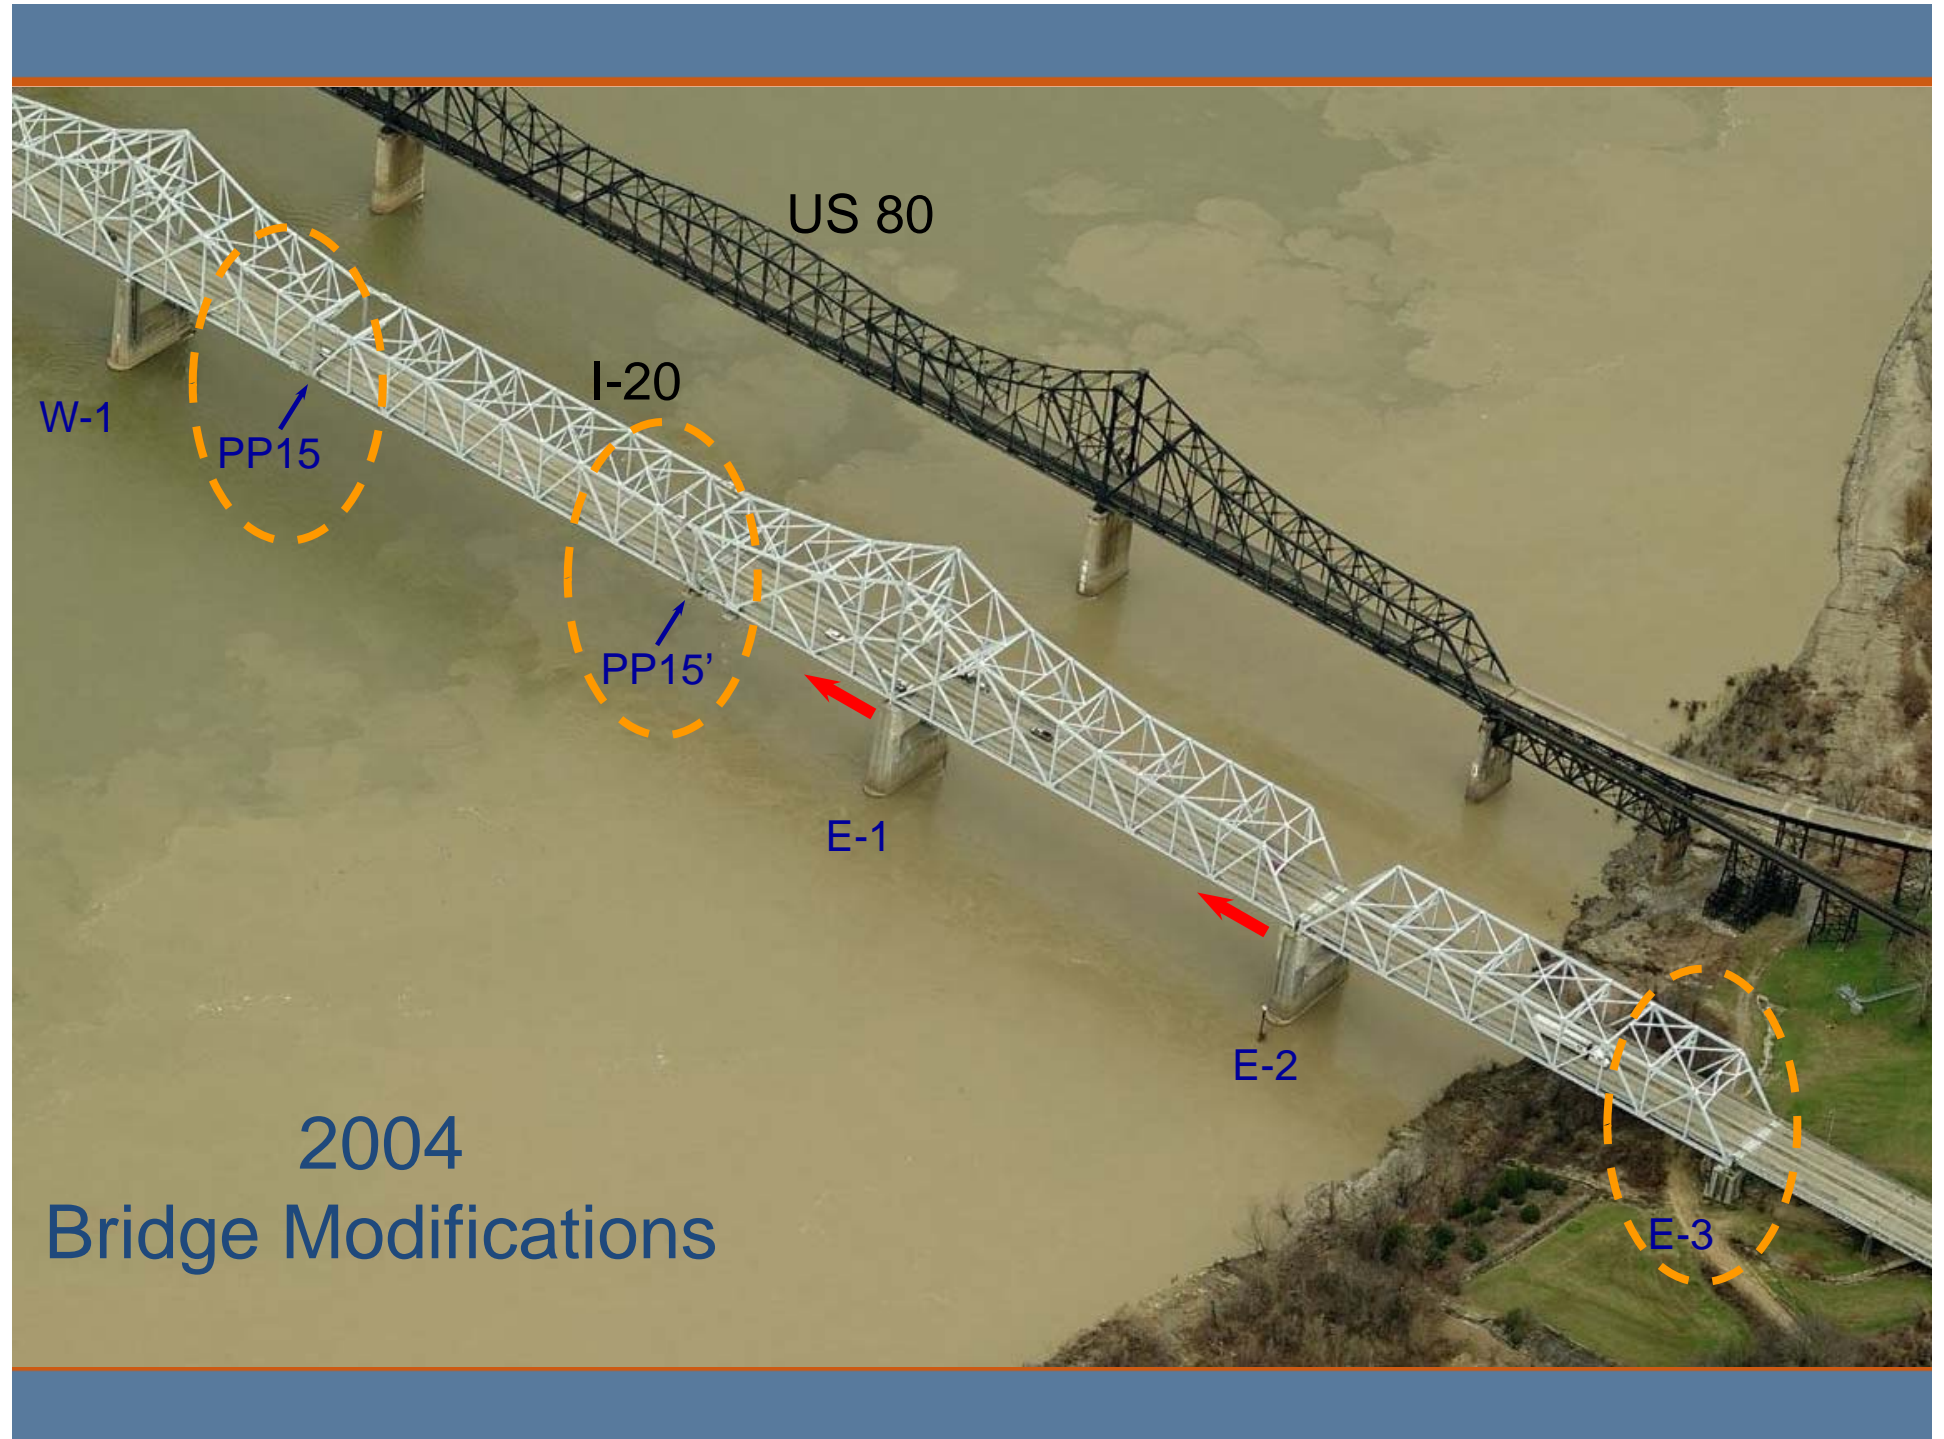 US 80
I-20
W-1
PP15
PP15’
E-1
E-2
E-3
2004
Bridge Modifications